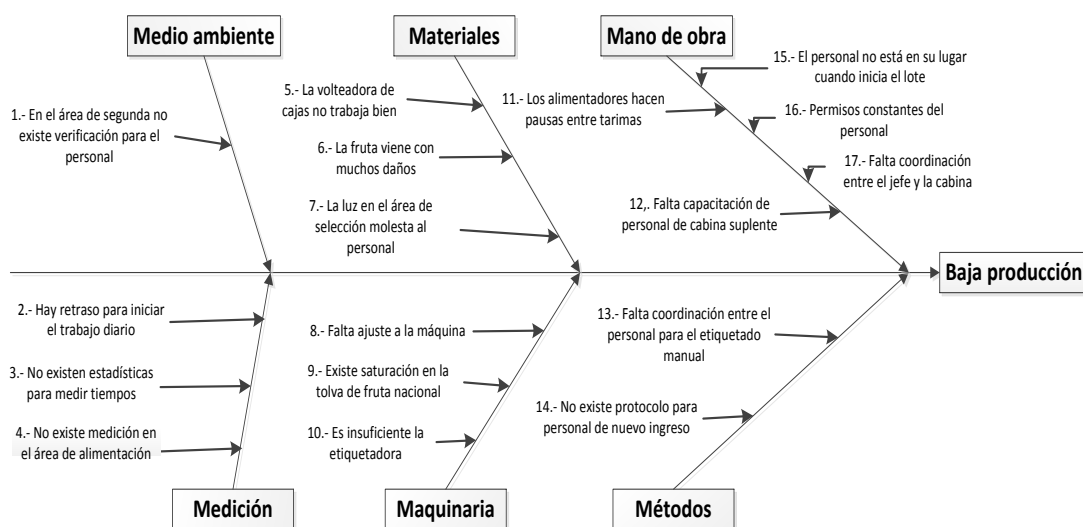 Medio ambiente
Materiales
Mano de obra
1.- En el área de segunda no
existe verificación para el
personal
5.- La volteadora de
cajas no trabaja bien
6.- La fruta viene con
muchos daños
7.- La luz en el área de
selección molesta al
personal
11.- Los alimentadores hacen
pausas entre tarimas
12,. Falta capacitación de
personal de cabina suplente
15.- El personal no está en su lugar
cuando inicia el lote
16.- Permisos constantes del
personal
17.- Falta coordinación
entre el jefe y la cabina
Baja producción
2.- Hay retraso para iniciar
el trabajo diario
3.- No existen estadísticas
para medir tiempos
4.- No existe medición en
el área de alimentación
8.- Falta ajuste a la máquina
9.- Existe saturación en la
tolva de fruta nacional
10.- Es insuficiente la
etiquetadora
13.- Falta coordinación entre el
personal para el etiquetado
manual
14.- No existe protocolo para
personal de nuevo ingreso
Medición
Maquinaria
Métodos